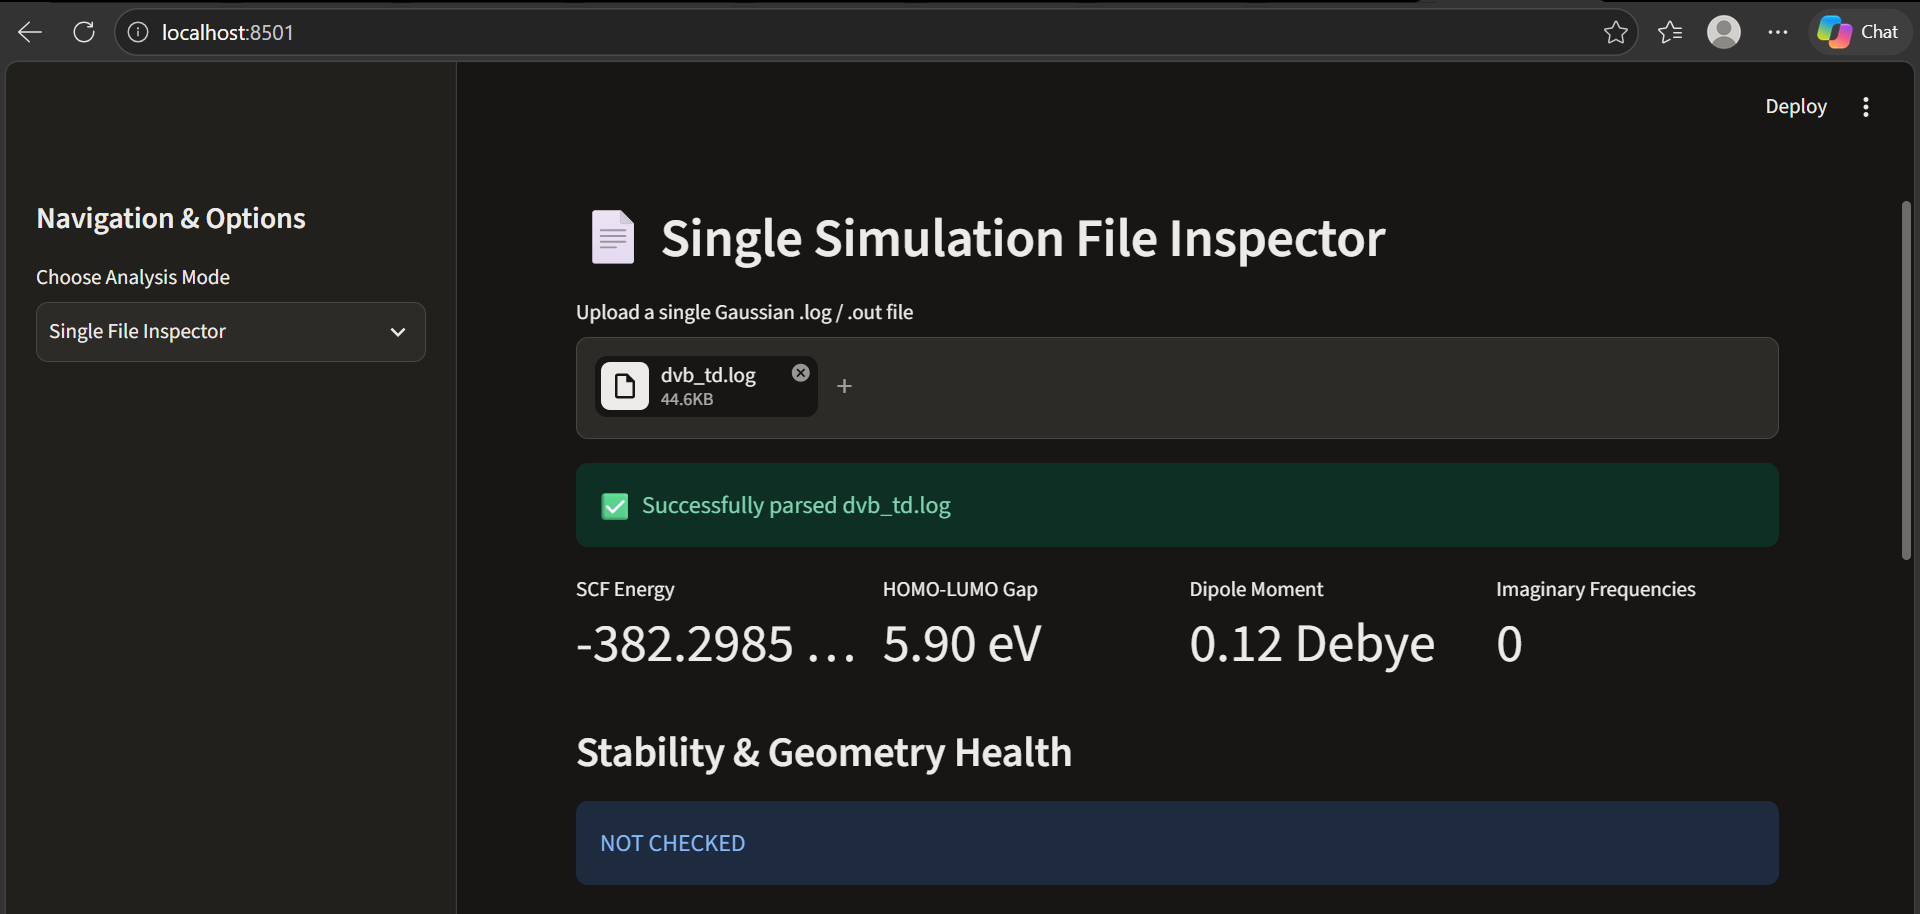 localhost:8501
Chat
Deploy
Navigation & Options
Choose Analysis Mode
Single File Inspector
Single Simulation File Inspector
Upload a single Gaussian .log / .out file
dvb_td.log
44.6KB
Successfully parsed dvb_td.log
SCF Energy
-382.2985 ...
HOMO-LUMO Gap
5.90 eV
Dipole Moment
0.12 Debye
Imaginary Frequencies
0
Stability & Geometry Health
NOT CHECKED